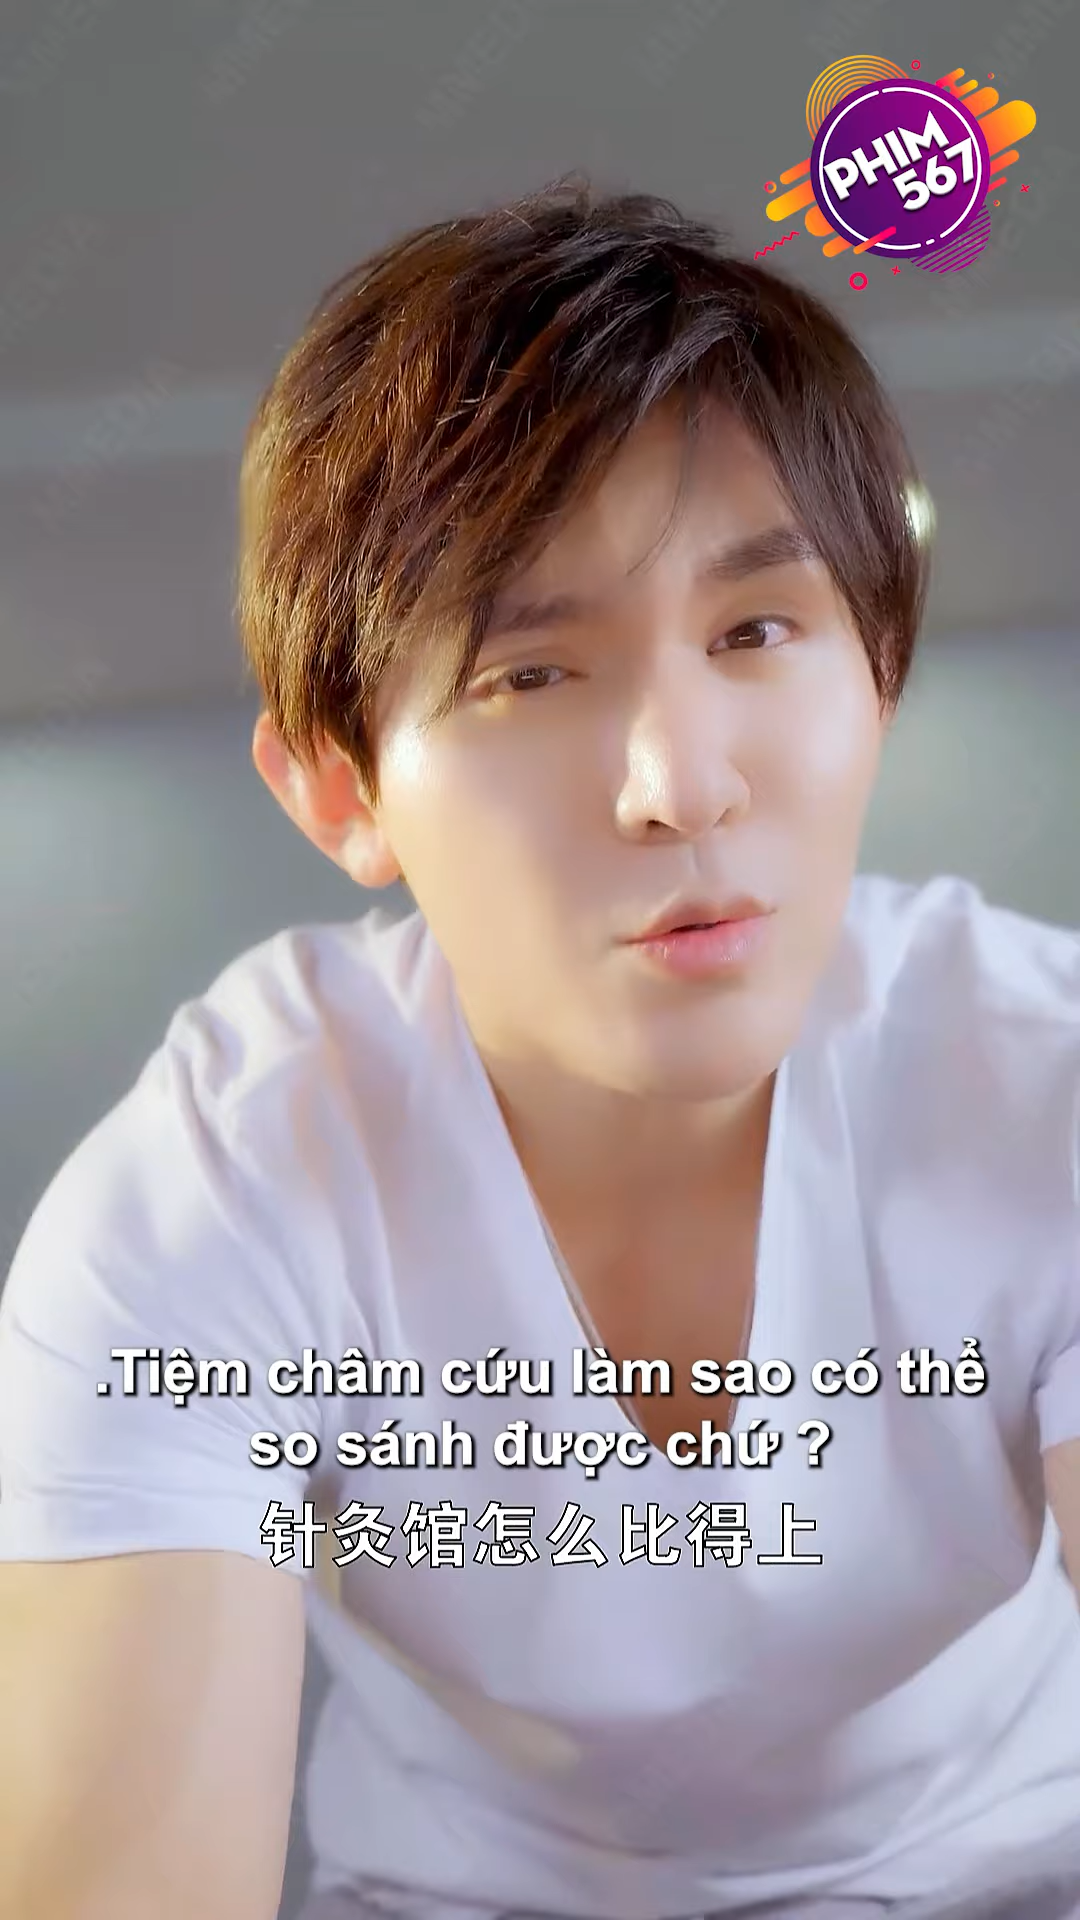 PHIM
567
.Tiệm châm cứu làm sao có thể
so sánh được chứ ?
针灸馆怎么比得上